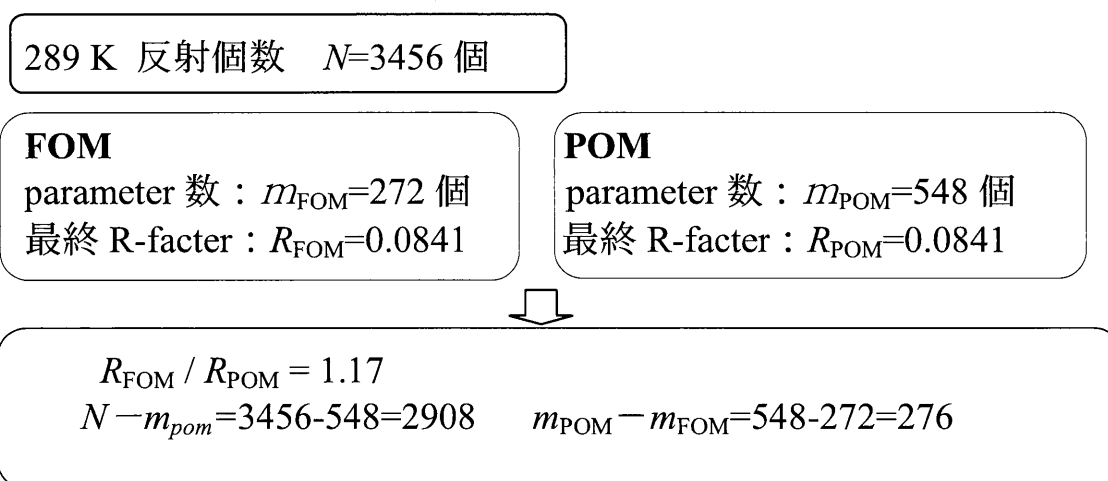 289 K 反射個数 N=3456 個
FOM
parameter 数：mFOM=272 個
最終 R-facter：RFOM=0.0841
POM
parameter 数：mPOM=548 個
最終 R-facter：RPOM=0.0841
RFOM / RPOM = 1.17
N－mpom=3456-548=2908 mPOM－mFOM=548-272=276